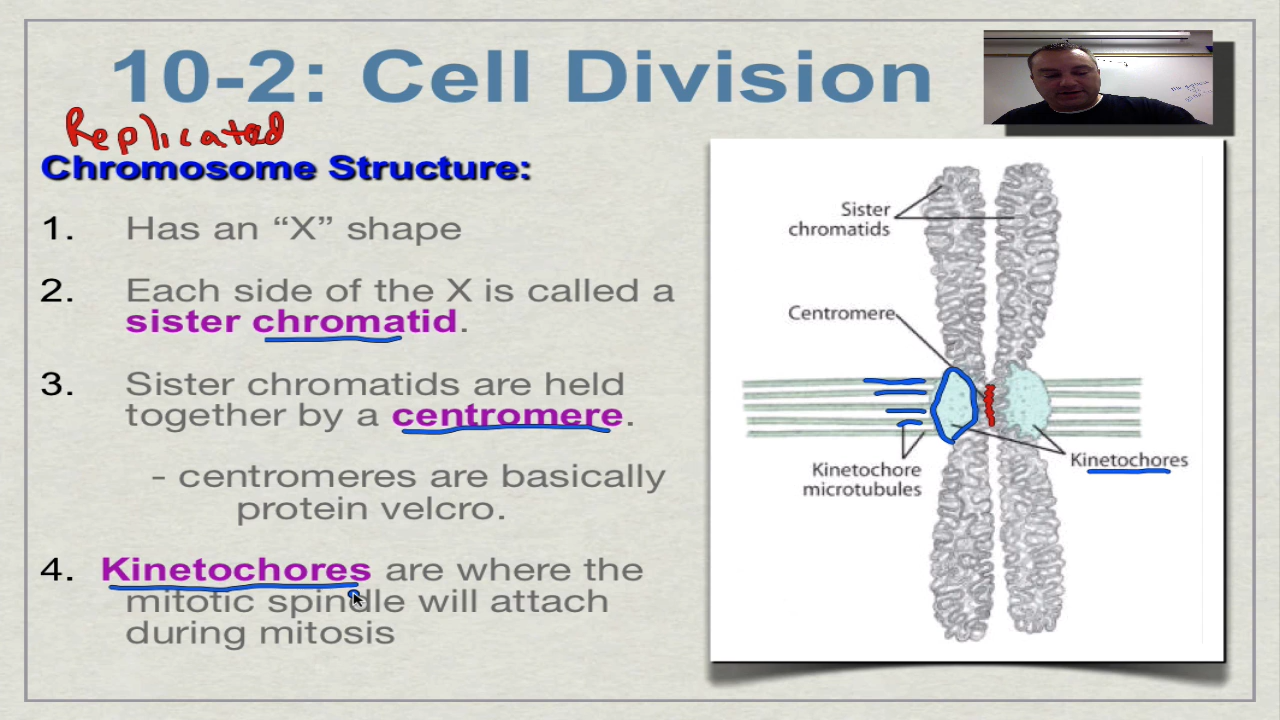 10-2: Cell Division
Replicated
Chromosome Structure:
1. Has an “X” shape
2. Each side of the X is called a
sister chromatid.
3. Sister chromatids are held
together by a centromere.
- centromeres are basically
protein velcro.
4. Kinetochores are where the
mitotic spindle will attach
during mitosis
Sister
chromatids
Centromere
Kinetochore
microtubules
Kinetochores